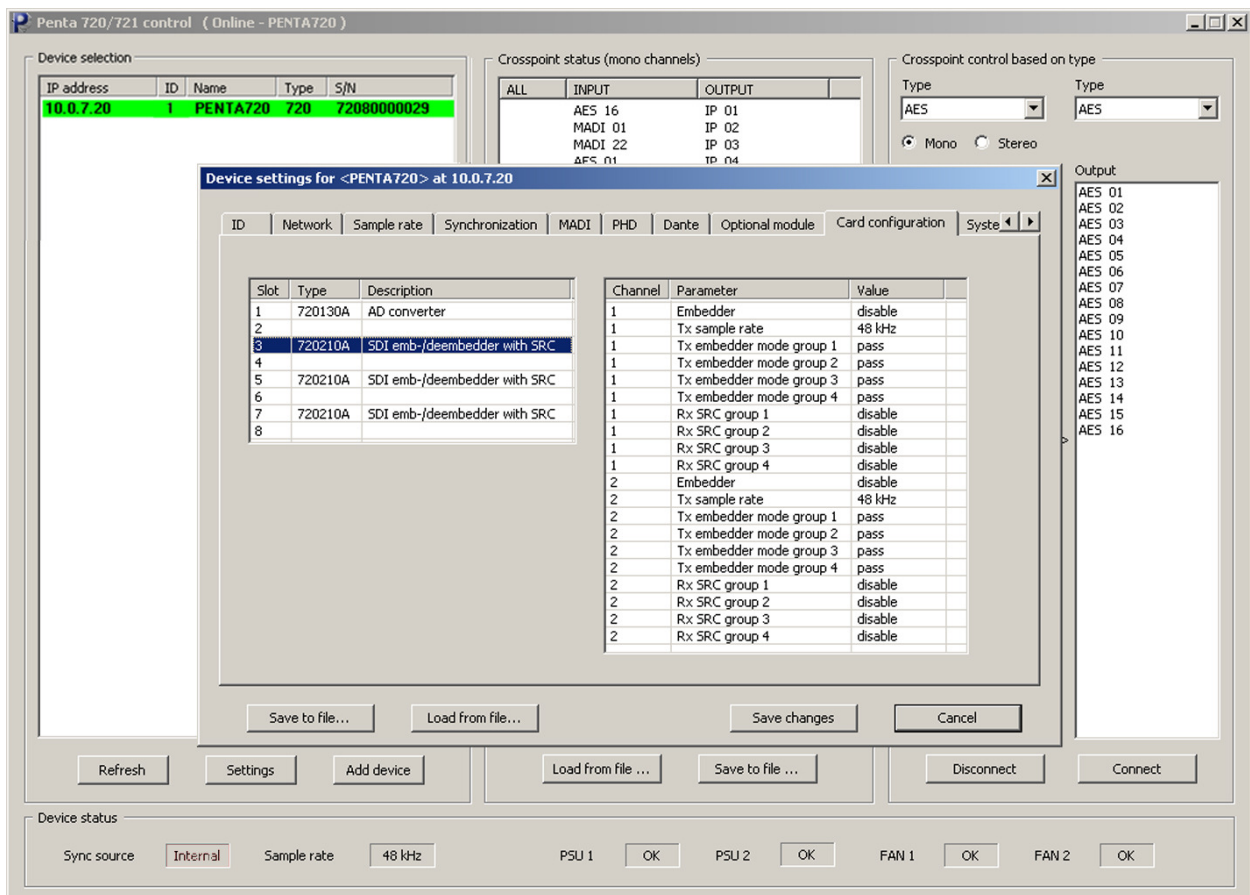 Penta 720/721 control ( Online - PENTA720 )
Device selection
IP address ID Name Type S/N
10.0.7.20 1 PENTA720 720 72080000029
Crosspoint status (mono channels)
ALL INPUT OUTPUT
AES 16 IP 01
MADI 01 IP 02
MADI 22 IP 03
AES 01 IP 04
Crosspoint control based on type
Type Type
AES AES
Mono Stereo
Output
AES 01
AES 02
AES 03
AES 04
AES 05
AES 06
AES 07
AES 08
AES 09
AES 10
AES 11
AES 12
AES 13
AES 14
AES 15
AES 16
>
Device settings for <PENTA720> at 10.0.7.20
ID Network Sample rate Synchronization MADI PHD Dante Optional module Card configuration Syste
Slot Type Description
1 720130A AD converter
2
3 720210A SDI emb-/deembedder with SRC
4
5 720210A SDI emb-/deembedder with SRC
6
7 720210A SDI emb-/deembedder with SRC
8
Channel Parameter Value
1 Embedder disable
1 Tx sample rate 48 kHz
1 Tx embedder mode group 1 pass
1 Tx embedder mode group 2 pass
1 Tx embedder mode group 3 pass
1 Tx embedder mode group 4 pass
1 Rx SRC group 1 disable
1 Rx SRC group 2 disable
1 Rx SRC group 3 disable
1 Rx SRC group 4 disable
2 Embedder disable
2 Tx sample rate 48 kHz
2 Tx embedder mode group 1 pass
2 Tx embedder mode group 2 pass
2 Tx embedder mode group 3 pass
2 Tx embedder mode group 4 pass
2 Rx SRC group 1 disable
2 Rx SRC group 2 disable
2 Rx SRC group 3 disable
2 Rx SRC group 4 disable
Save to file... Load from file... Save changes Cancel
Refresh Settings Add device Load from file ... Save to file ... Disconnect Connect
Device status
Sync source Internal Sample rate 48 kHz PSU 1 OK PSU 2 OK FAN 1 OK FAN 2 OK